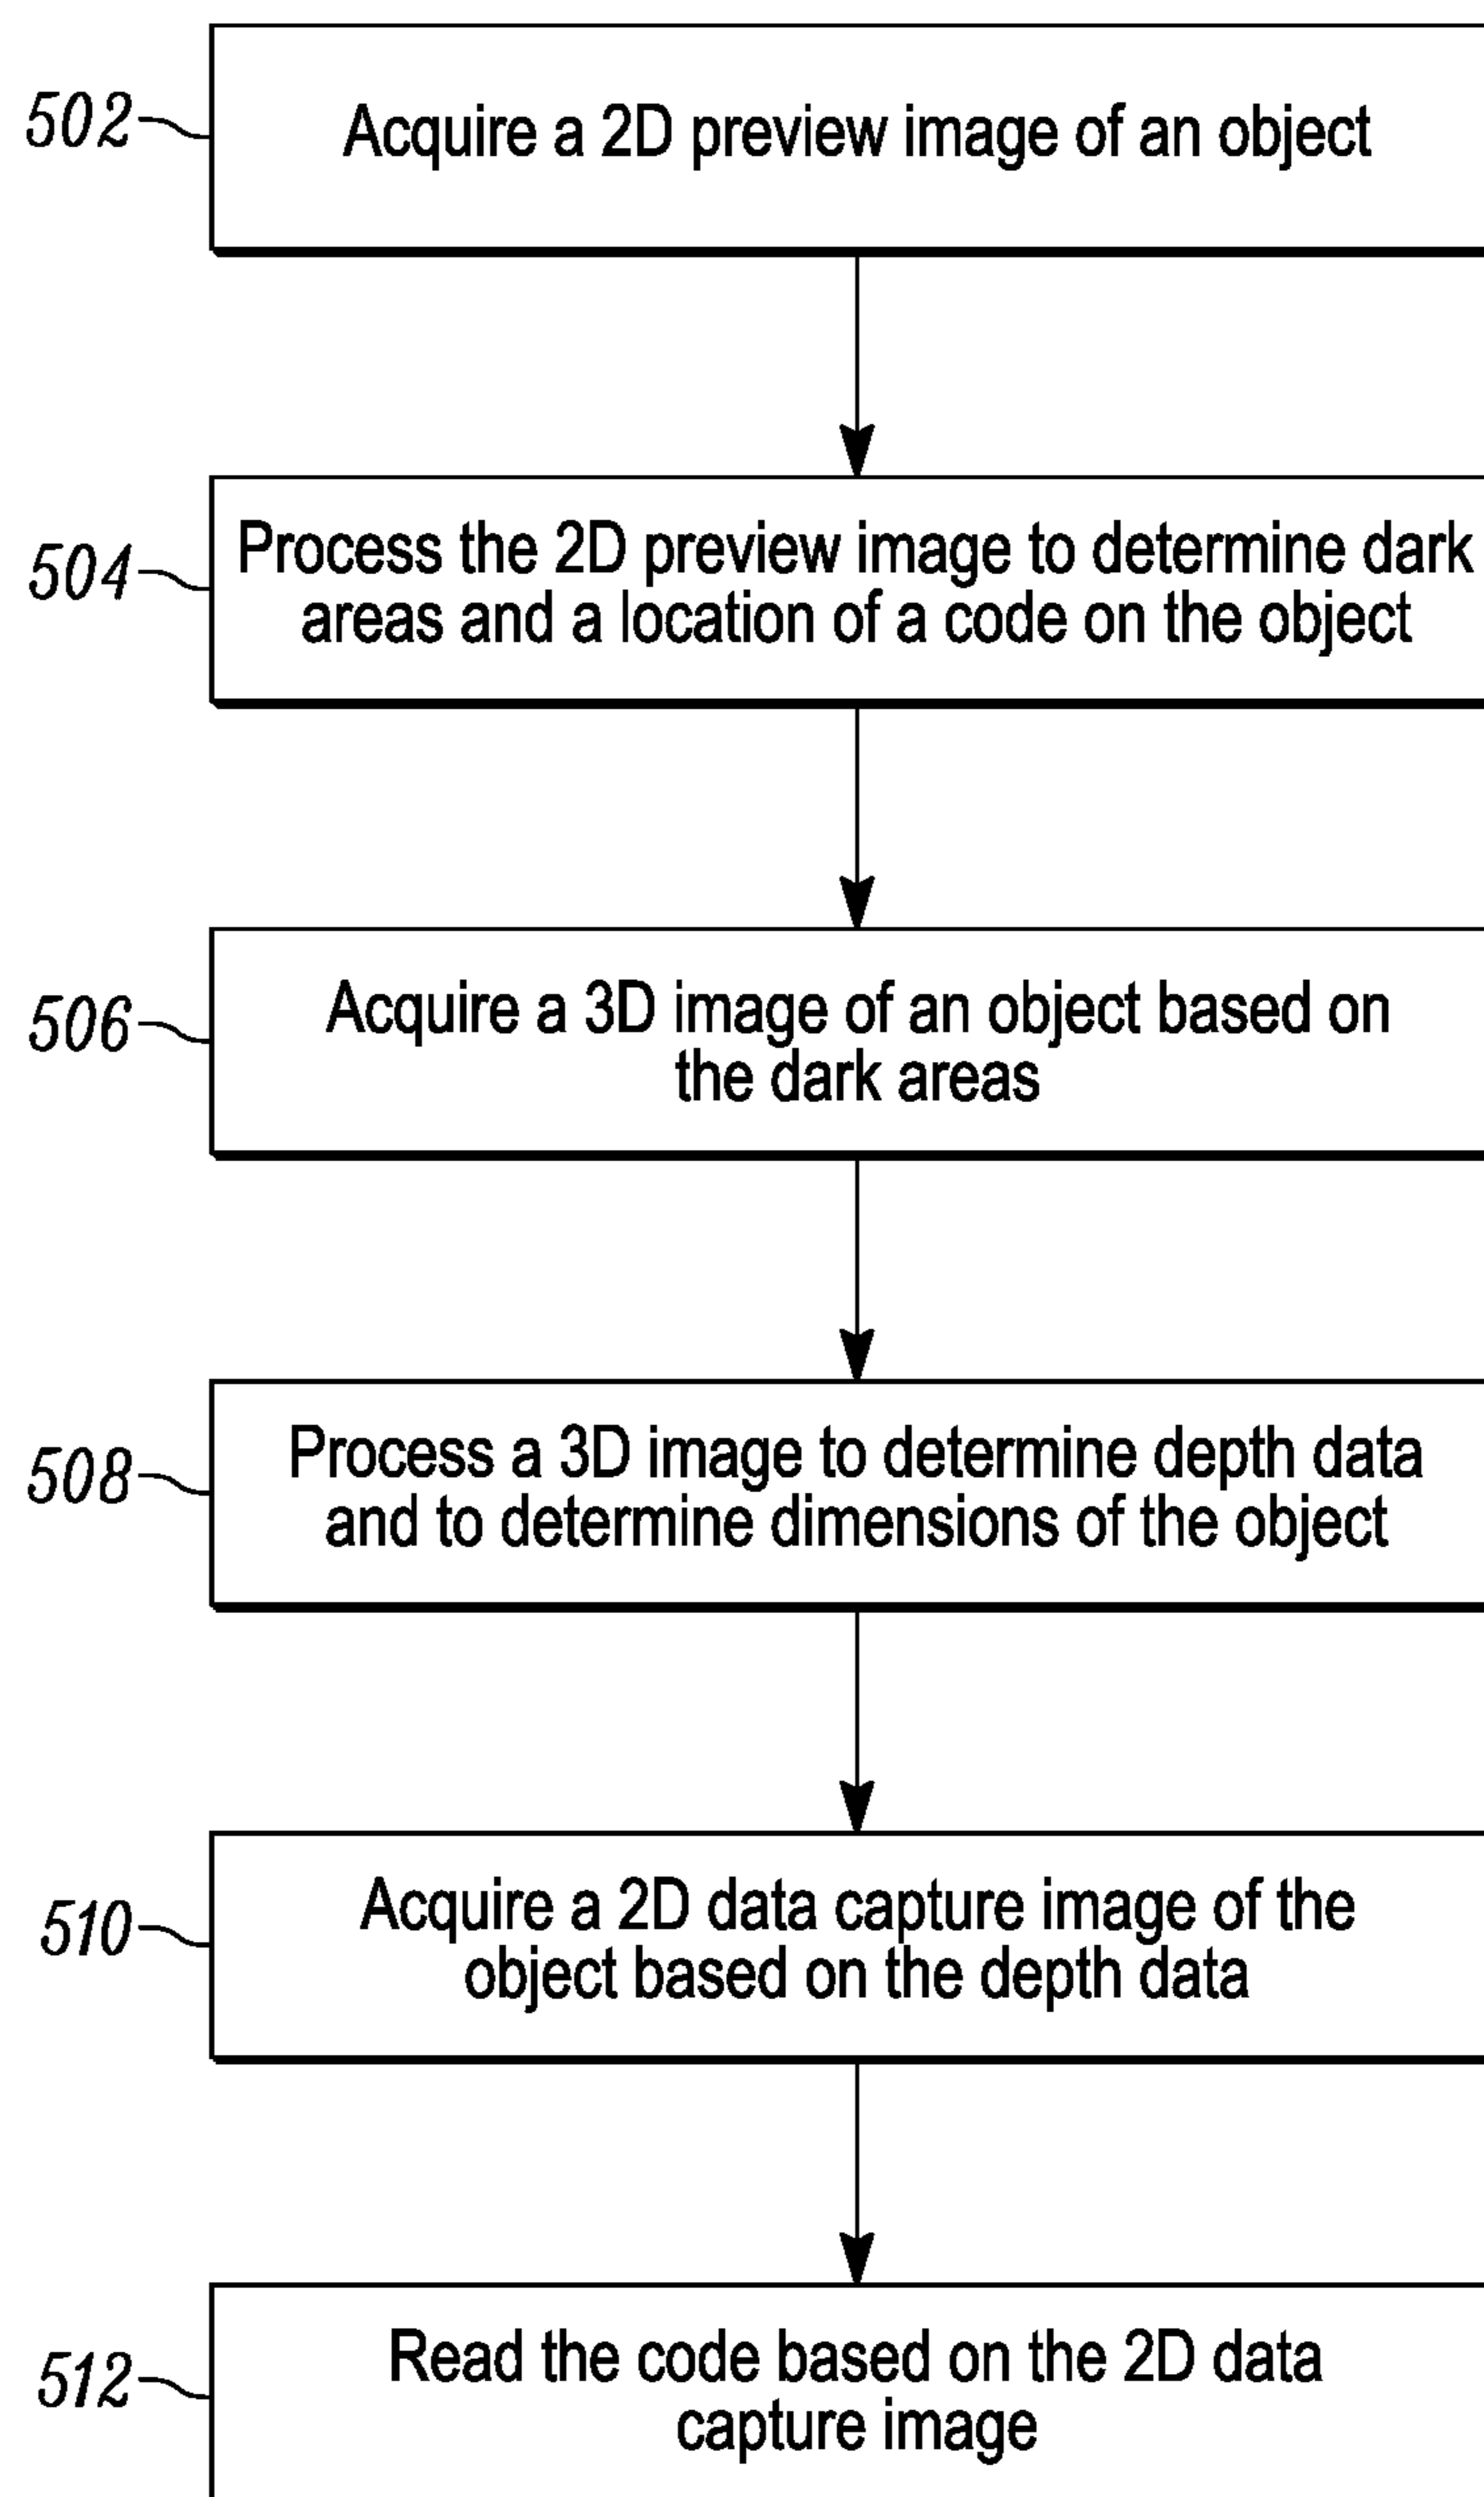 502
Acquire a 2D preview image of an object
504
Process the 2D preview image to determine dark
areas and a location of a code on the object
506
Acquire a 3D image of an object based on
the dark areas
508
Process a 3D image to determine depth data
and to determine dimensions of the object
510
Acquire a 2D data capture image of the
object based on the depth data
512
Read the code based on the 2D data
capture image